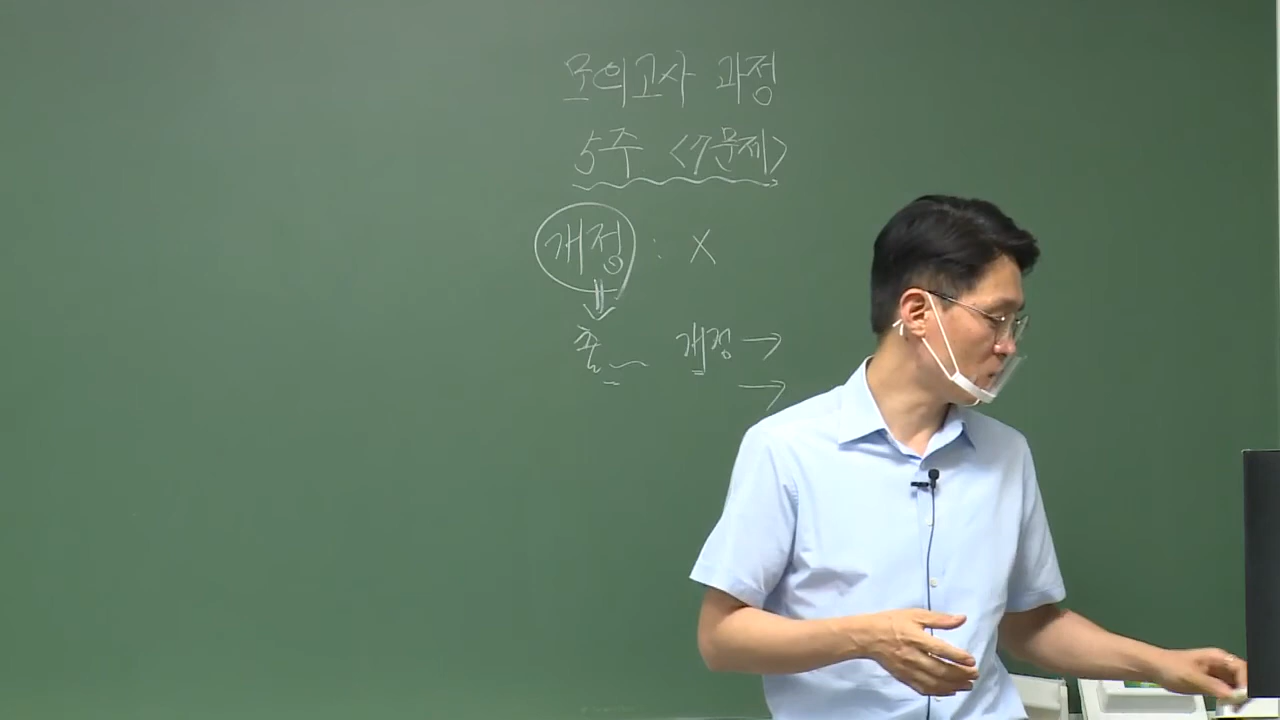 모의고사 과정
5주 <7문제>
개정 : X
개정 →
→